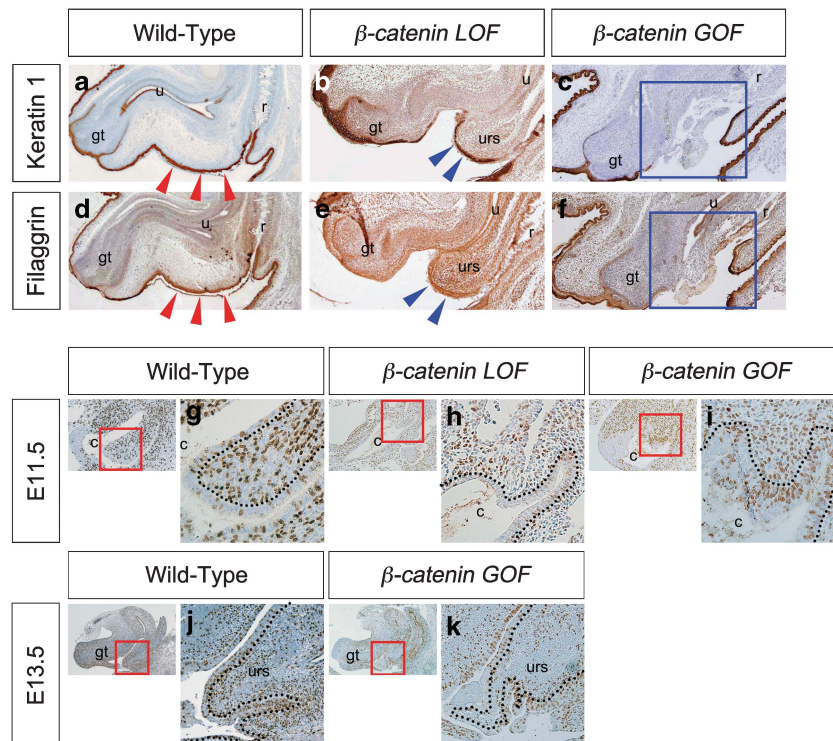 Wild-Type
β-catenin LOF
β-catenin GOF
Keratin 1
a
u
r
gt
b
u
urs
gt
c
r
gt
Filaggrin
d
u
r
gt
e
u
r
gt
urs
f
u
r
gt
Wild-Type
β-catenin LOF
β-catenin GOF
E11.5
c
g
c
c
h
c
c
i
c
Wild-Type
β-catenin GOF
E13.5
gt
j
urs
gt
k
urs